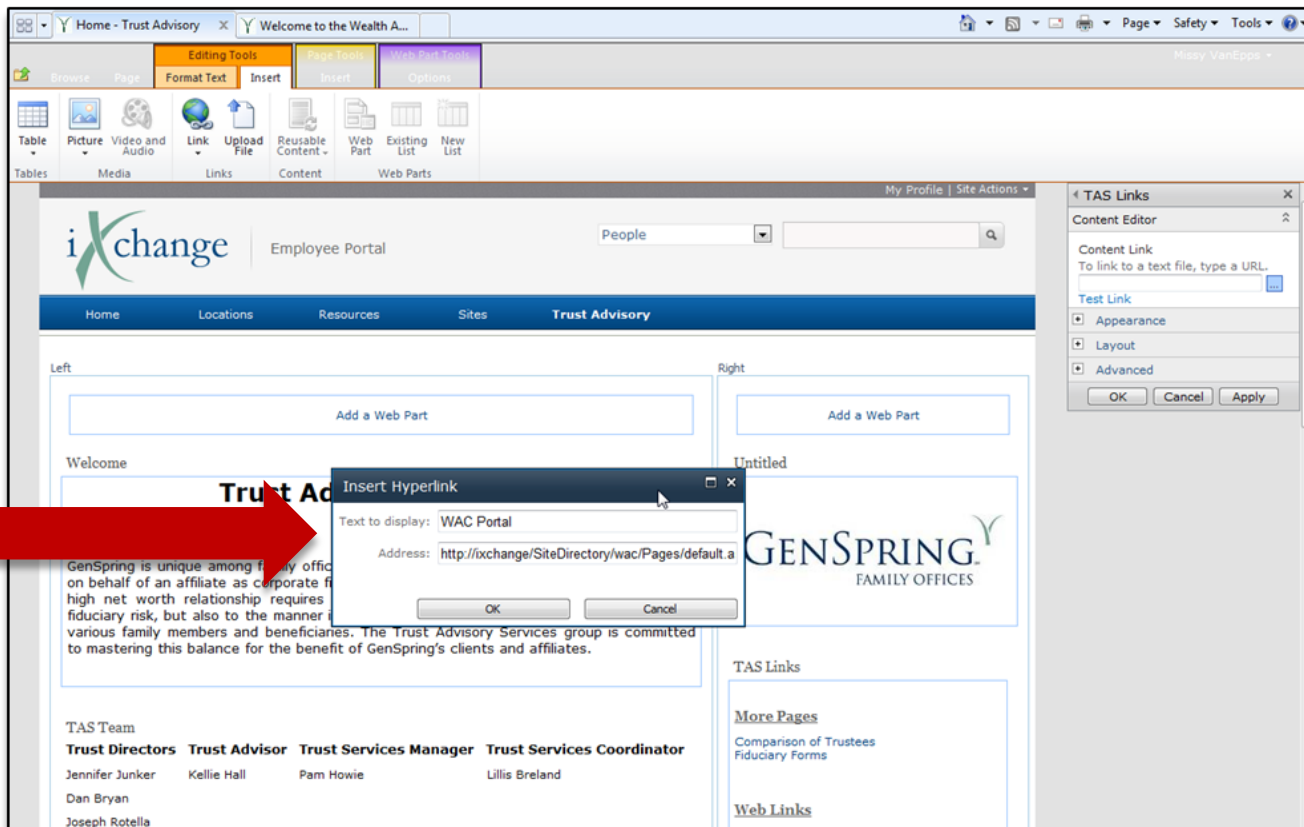 Home - Trust Advisory X Welcome to the Wealth A...
Page Safety Tools
Editing Tools Page Tools Web Part Tools
Missy VanEpps
Browse Page Format Text Insert Insert Options
Table Picture Video and Audio Link Upload File Reusable Content Web Part Existing List New List
Tables Media Links Content Web Parts
My Profile | Site Actions
TAS Links
Content Editor
Content Link
To link to a text file, type a URL.
...
Test Link
Appearance
Layout
Advanced
OK Cancel Apply
iXchange Employee Portal
People
Home Locations Resources Sites Trust Advisory
Left Right
Add a Web Part Add a Web Part
Welcome Untitled
Trust Ad
Insert Hyperlink
Text to display: WAC Portal
Address: http://ixchange/SiteDirectory/wac/Pages/default.a
OK Cancel
GENSPRING
FAMILY OFFICES
GenSpring is unique among family offic
on behalf of an affiliate as corporate fi
high net worth relationship requires
fiduciary risk, but also to the manner i
various family members and beneficiaries. The Trust Advisory Services group is committed
to mastering this balance for the benefit of GenSpring's clients and affiliates.
TAS Links
More Pages
Comparison of Trustees
Fiduciary Forms
Web Links
TAS Team
Trust Directors Trust Advisor Trust Services Manager Trust Services Coordinator
Jennifer Junker Kellie Hall Pam Howie Lillis Breland
Dan Bryan
Joseph Rotella